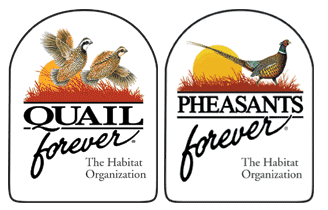 QUAIL
forever®
The Habitat
Organization
PHEASANTS
forever®
The Habitat
Organization